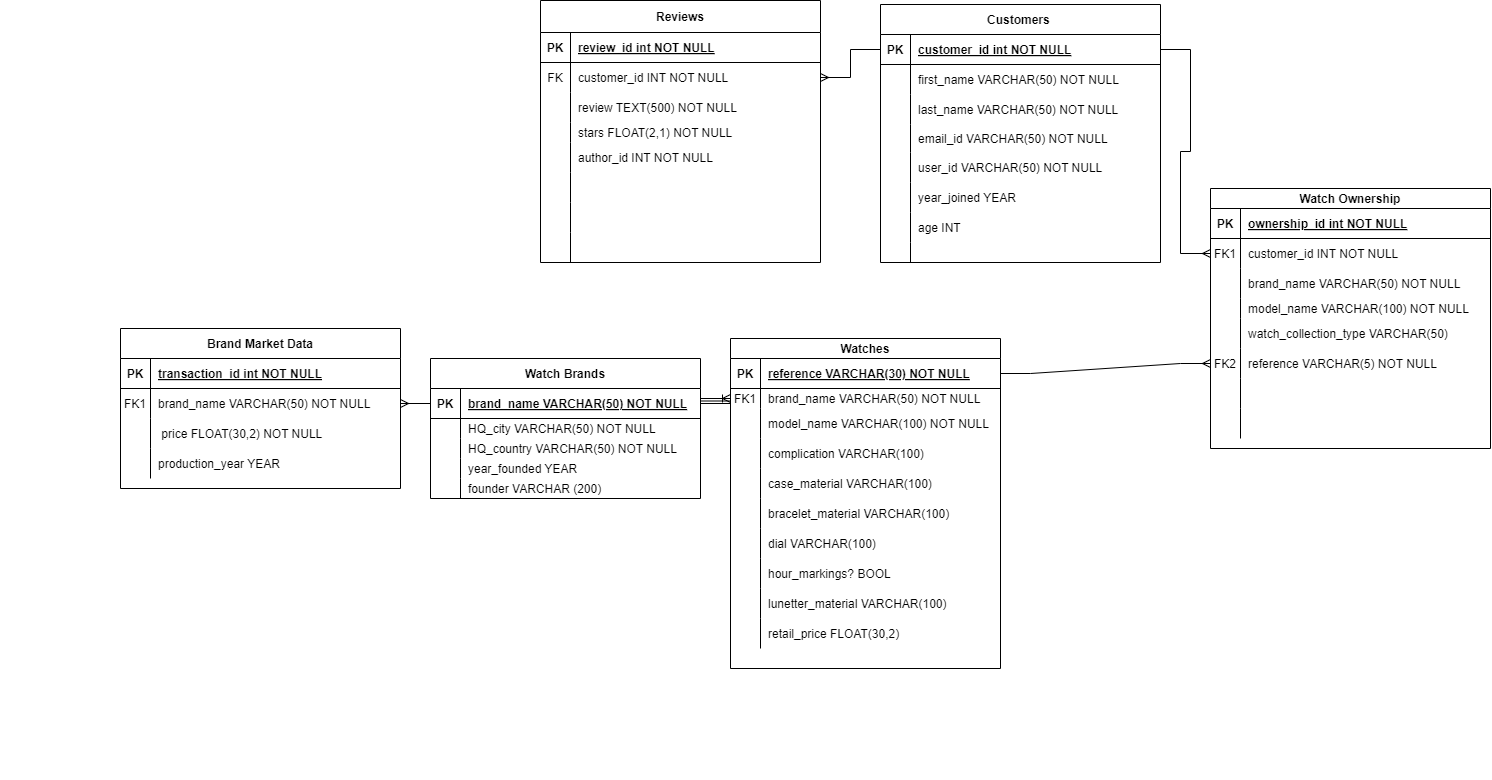 Reviews
PK review_id int NOT NULL
FK customer_id INT NOT NULL
review TEXT(500) NOT NULL
stars FLOAT(2,1) NOT NULL
author_id INT NOT NULL
Customers
PK customer_id int NOT NULL
first_name VARCHAR(50) NOT NULL
last_name VARCHAR(50) NOT NULL
email_id VARCHAR(50) NOT NULL
user_id VARCHAR(50) NOT NULL
year_joined YEAR
age INT
Watch Ownership
PK ownership_id int NOT NULL
FK1 customer_id INT NOT NULL
brand_name VARCHAR(50) NOT NULL
model_name VARCHAR(100) NOT NULL
watch_collection_type VARCHAR(50)
FK2 reference VARCHAR(5) NOT NULL
Brand Market Data
PK transaction_id int NOT NULL
FK1 brand_name VARCHAR(50) NOT NULL
price FLOAT(30,2) NOT NULL
production_year YEAR
Watch Brands
PK brand_name VARCHAR(50) NOT NULL
HQ_city VARCHAR(50) NOT NULL
HQ_country VARCHAR(50) NOT NULL
year_founded YEAR
founder VARCHAR (200)
Watches
PK reference VARCHAR(30) NOT NULL
FK1 brand_name VARCHAR(50) NOT NULL
model_name VARCHAR(100) NOT NULL
complication VARCHAR(100)
case_material VARCHAR(100)
bracelet_material VARCHAR(100)
dial VARCHAR(100)
hour_markings? BOOL
lunetter_material VARCHAR(100)
retail_price FLOAT(30,2)